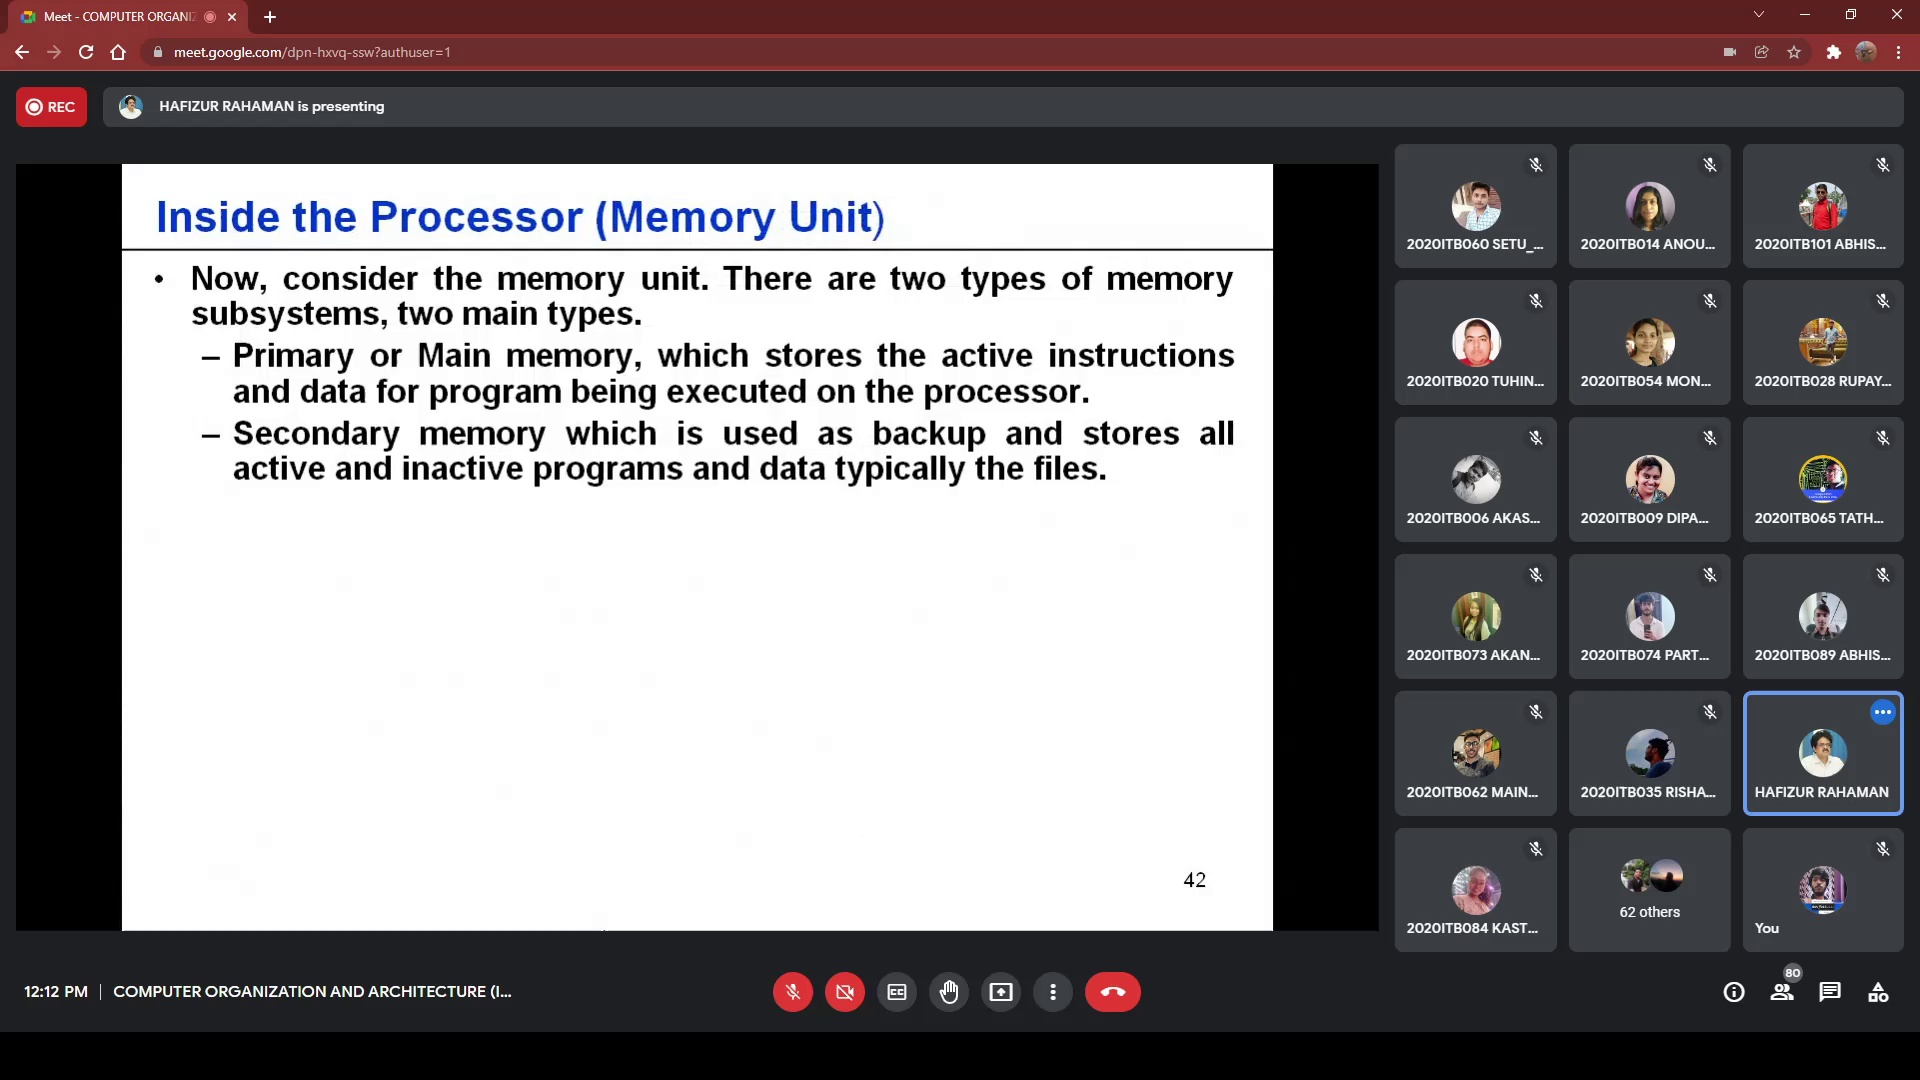 Meet - COMPUTER ORGANIZ
meet.google.com/dpn-hxvq-ssw?authuser=1
REC
HAFIZUR RAHAMAN is presenting
Inside the Processor (Memory Unit)
• Now, consider the memory unit. There are two types of memory
subsystems, two main types.
– Primary or Main memory, which stores the active instructions
and data for program being executed on the processor.
– Secondary memory which is used as backup and stores all
active and inactive programs and data typically the files.
42
2020ITB060 SETU_...
2020ITB014 ANOU...
2020ITB101 ABHIS...
2020ITB020 TUHIN...
2020ITB054 MON...
2020ITB028 RUPAY...
2020ITB006 AKAS...
2020ITB009 DIPA...
2020ITB065 TATH...
2020ITB073 AKAN...
2020ITB074 PART...
2020ITB089 ABHIS...
2020ITB062 MAIN...
2020ITB035 RISHA...
HAFIZUR RAHAMAN
2020ITB084 KAST...
62 others
You
12:12 PM | COMPUTER ORGANIZATION AND ARCHITECTURE (I...
80